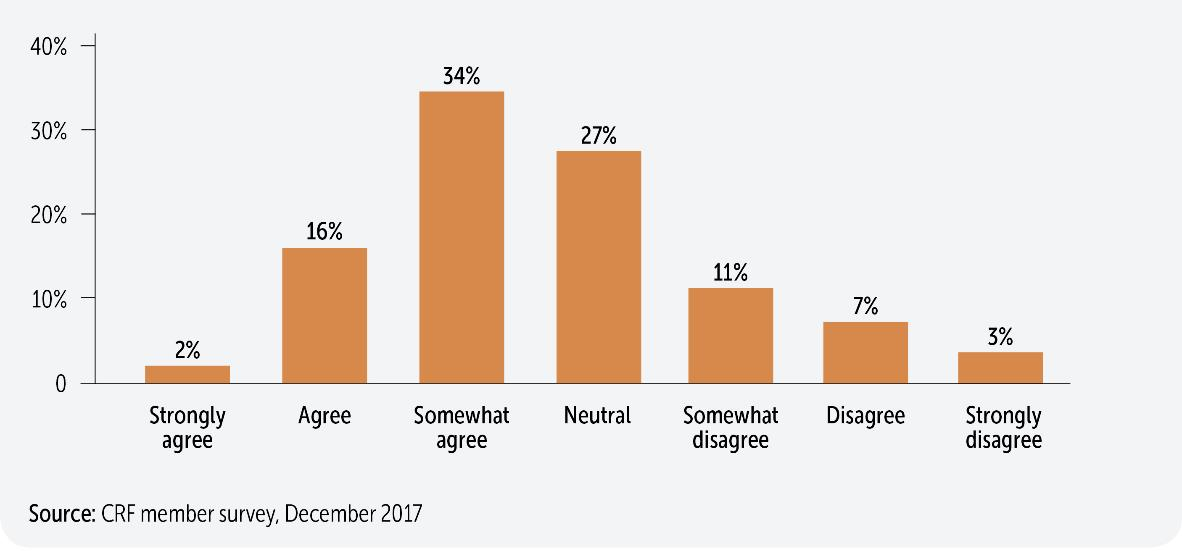 40%
34%
30%
27%
20%
16%
11%
10%
7%
3%
2%
0
Strongly
agree
Agree
Somewhat
agree
Neutral
Somewhat
disagree
Disagree
Strongly
disagree
Source: CRF member survey, December 2017